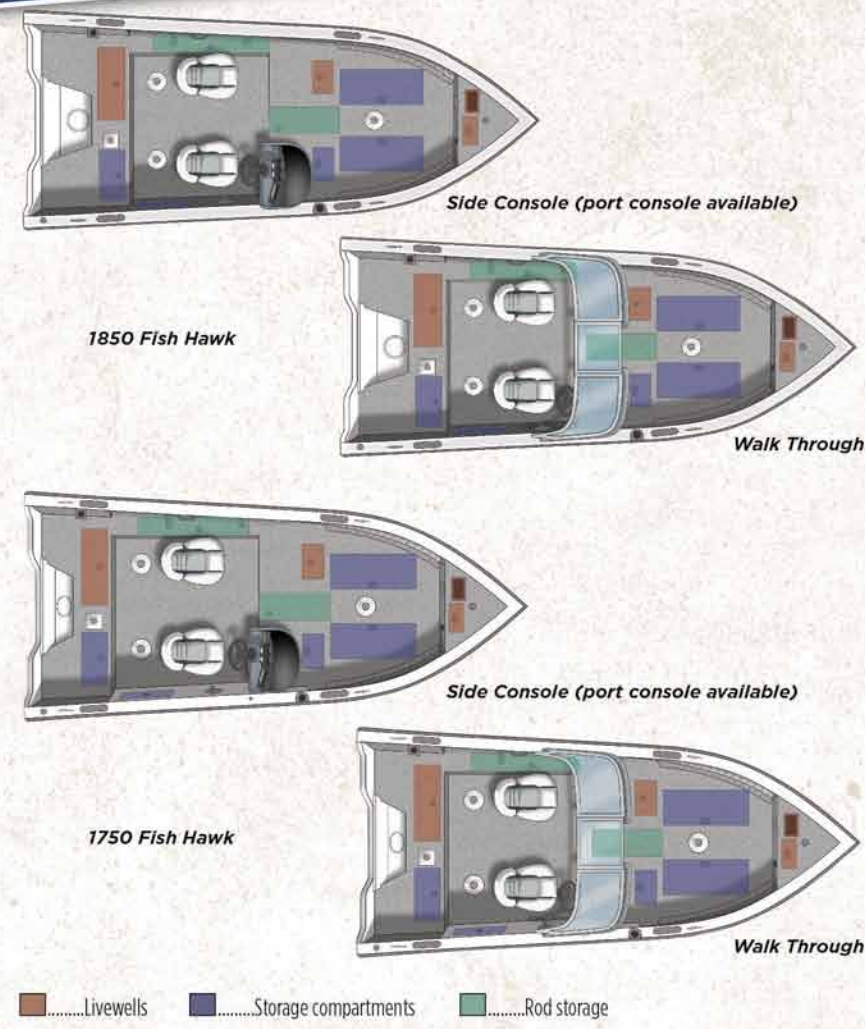 Side Console (port console available)
1850 Fish Hawk
Walk Through
Side Console (port console available)
1750 Fish Hawk
Walk Through
.........Livewells .........Storage compartments .........Rod storage